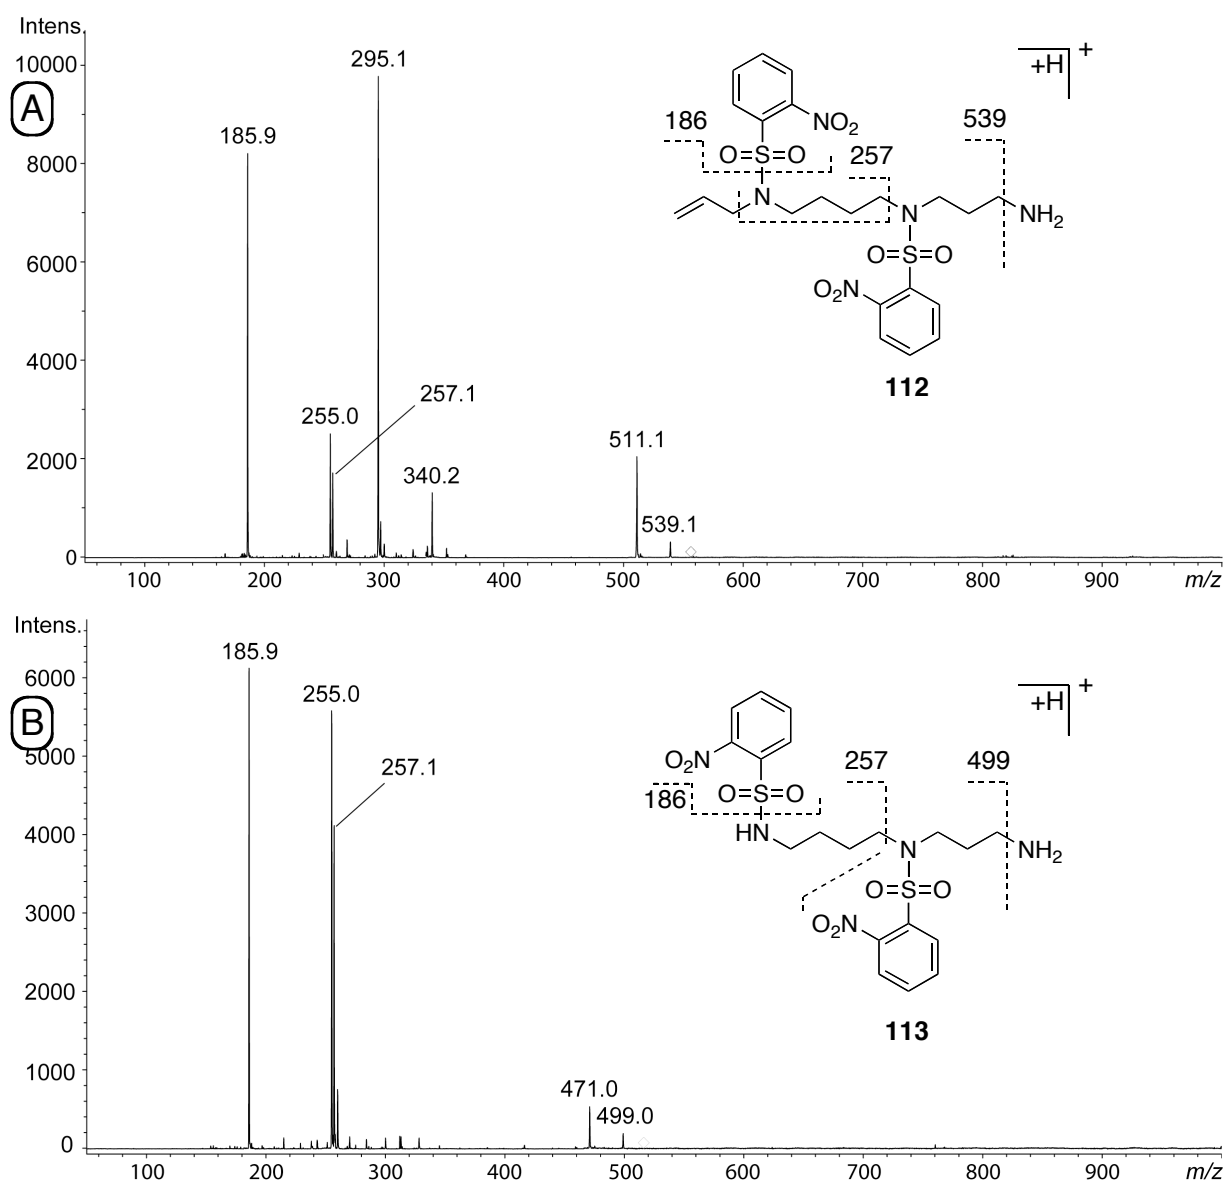 Intens.
10000
8000
6000
4000
2000
0
A
185.9
295.1
255.0
257.1
340.2
511.1
539.1
100 200 300 400 500 600 700 800 900 m/z
186
257
539
+H
+
NO2
O=S=O
N
N
NH2
O=S=O
O2N
112
Intens.
6000
5000
4000
3000
2000
1000
0
B
185.9
255.0
257.1
471.0
499.0
100 200 300 400 500 600 700 800 900 m/z
257
499
+H
+
O2N
186
O=S=O
HN
N
NH2
O=S=O
O2N
113